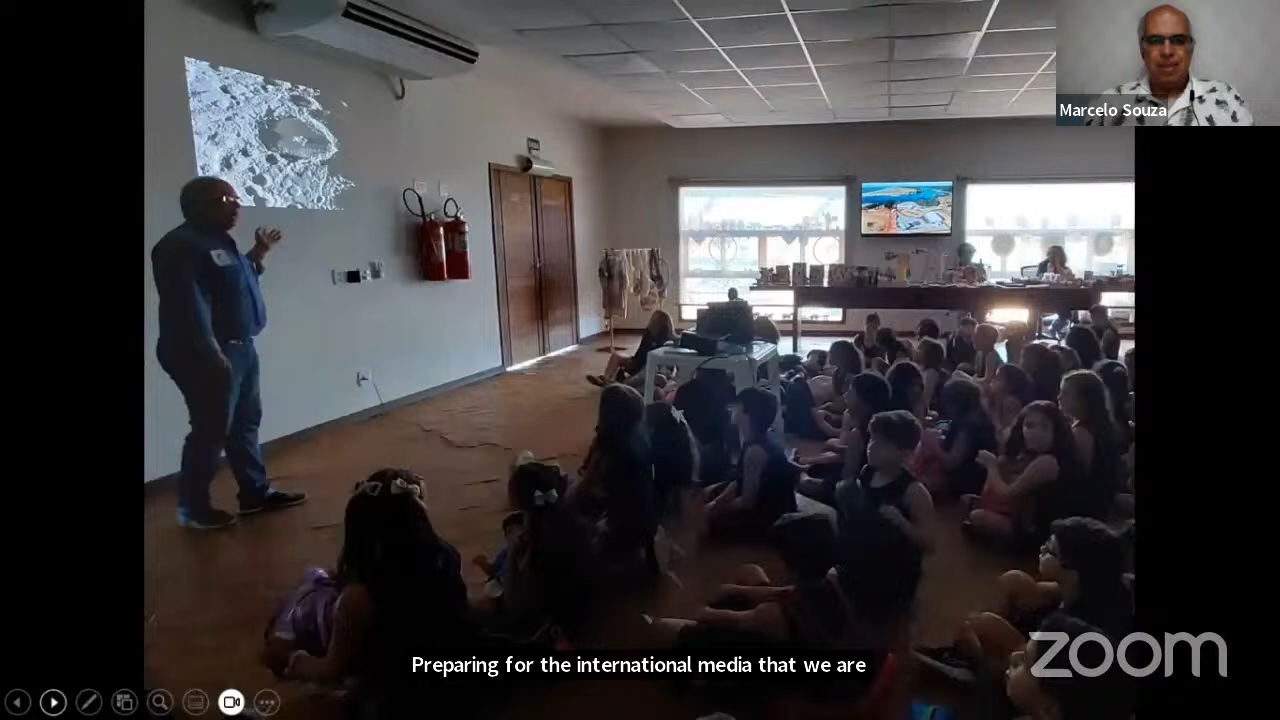 Marcelo Souza
Preparing for the international media that we are
zoom